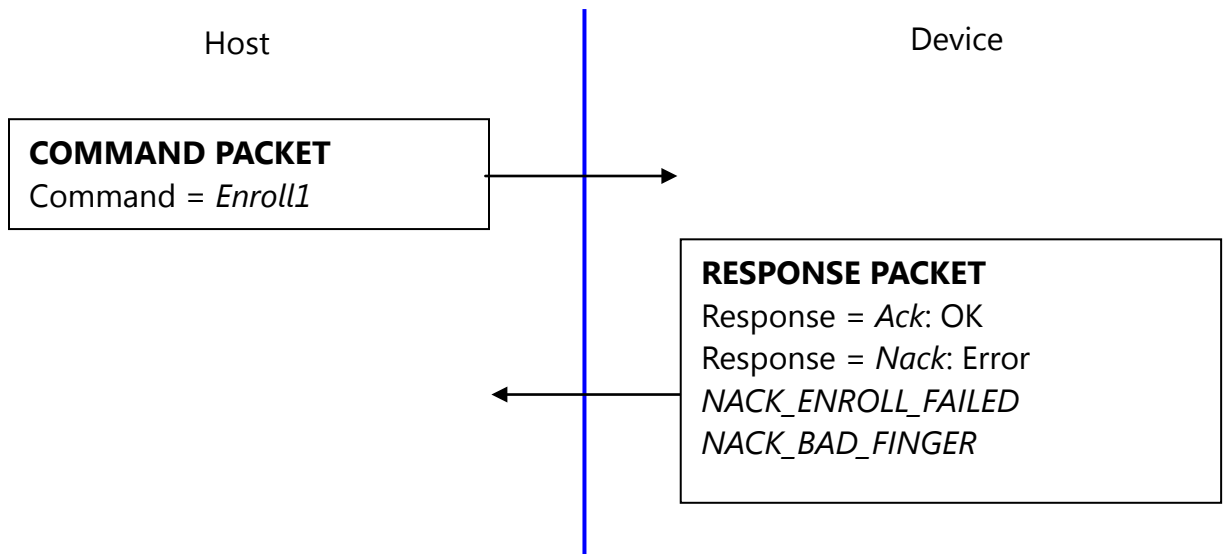 Host
Device
COMMAND PACKET
Command = Enroll1
RESPONSE PACKET
Response = Ack: OK
Response = Nack: Error
NACK_ENROLL_FAILED
NACK_BAD_FINGER